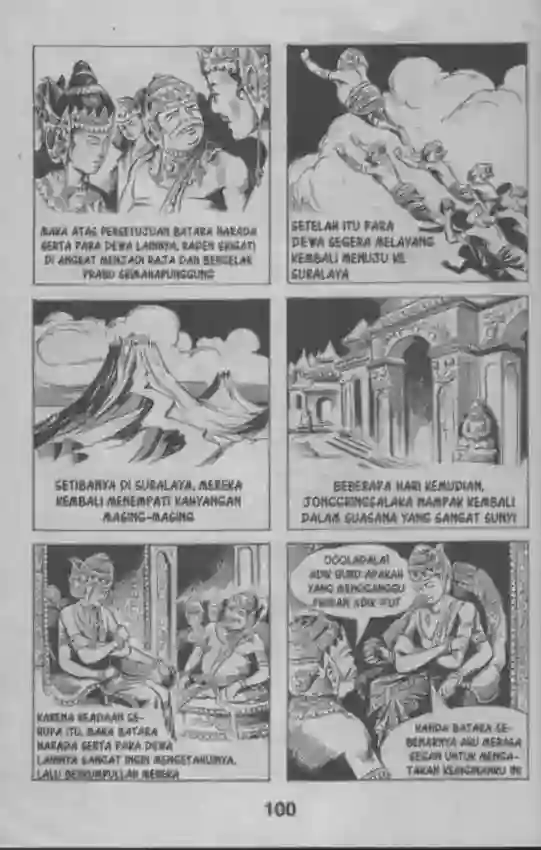 MAKA ATAS PERSETUJUAN BATARA NARADA
SERTA PARA DEWA LAINNYA, RADEN SRIGATI
DI ANGKAT MENJADI RAJA DAN BERGELAR
PRABU SRIMAHAPUNGGUNG
SETELAH ITU PARA
DEWA SEGERA MELAYANG
KEMBALI MENUJU KE
SURALAYA
SETIBANYA DI SURALAYA, MEREKA
KEMBALI MENEMPATI KAHYANGAN
MASING-MASING
BEBERAPA HARI KEMUDIAN,
JONGGRINGSALAKA NAMPAK KEMBALI
DALAM SUASANA YANG SANGAT SUNYI
KARENA KEADAAN SE-
RUPA ITU, MAKA BATARA
NARADA SERTA PARA DEWA
LAINNYA SANGAT INGIN MENGETAHUINYA.
LALU BERKUMPULLAH MEREKA
ADIK GURU APAKAH
YANG MENGGANGGU
PIKIRAN ADIK
KANDA BATARA SE-
BENARNYA AKU MERASA
SEGAN UNTUK MENGA-
TAKAN KEINGINANKU INI
100